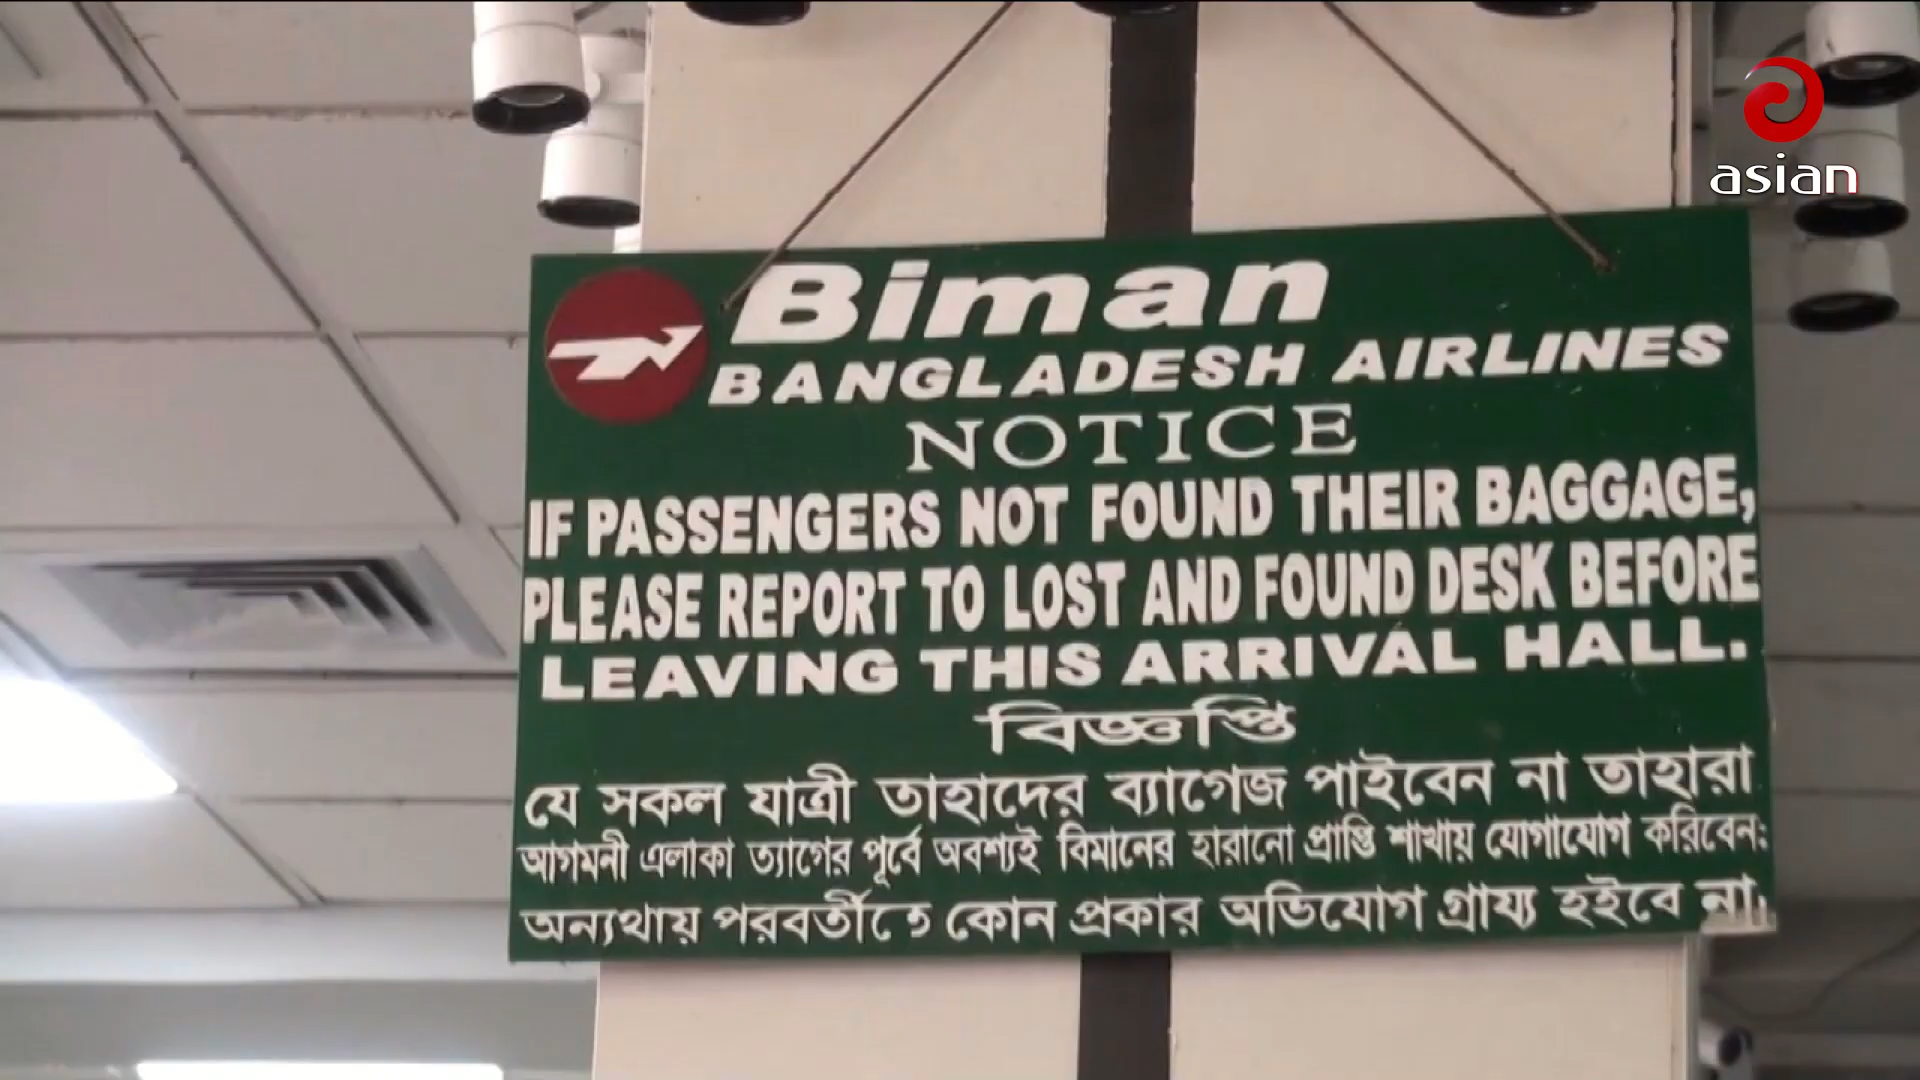 asian
Biman
BANGLADESH AIRLINES
NOTICE
IF PASSENGERS NOT FOUND THEIR BAGGAGE,
PLEASE REPORT TO LOST AND FOUND DESK BEFORE
LEAVING THIS ARRIVAL HALL.
বিজ্ঞপ্তি
যে সকল যাত্রী তাহাদের ব্যাগেজ পাইবেন না তাহারা
আগমনী এলাকা ত্যাগের পূর্বে অবশ্যই বিমানের হারানো প্রাপ্তি শাখায় যোগাযোগ করিবেন:
অন্যথায় পরবর্তীতে কোন প্রকার অভিযোগ গ্রায্য হইবে না।